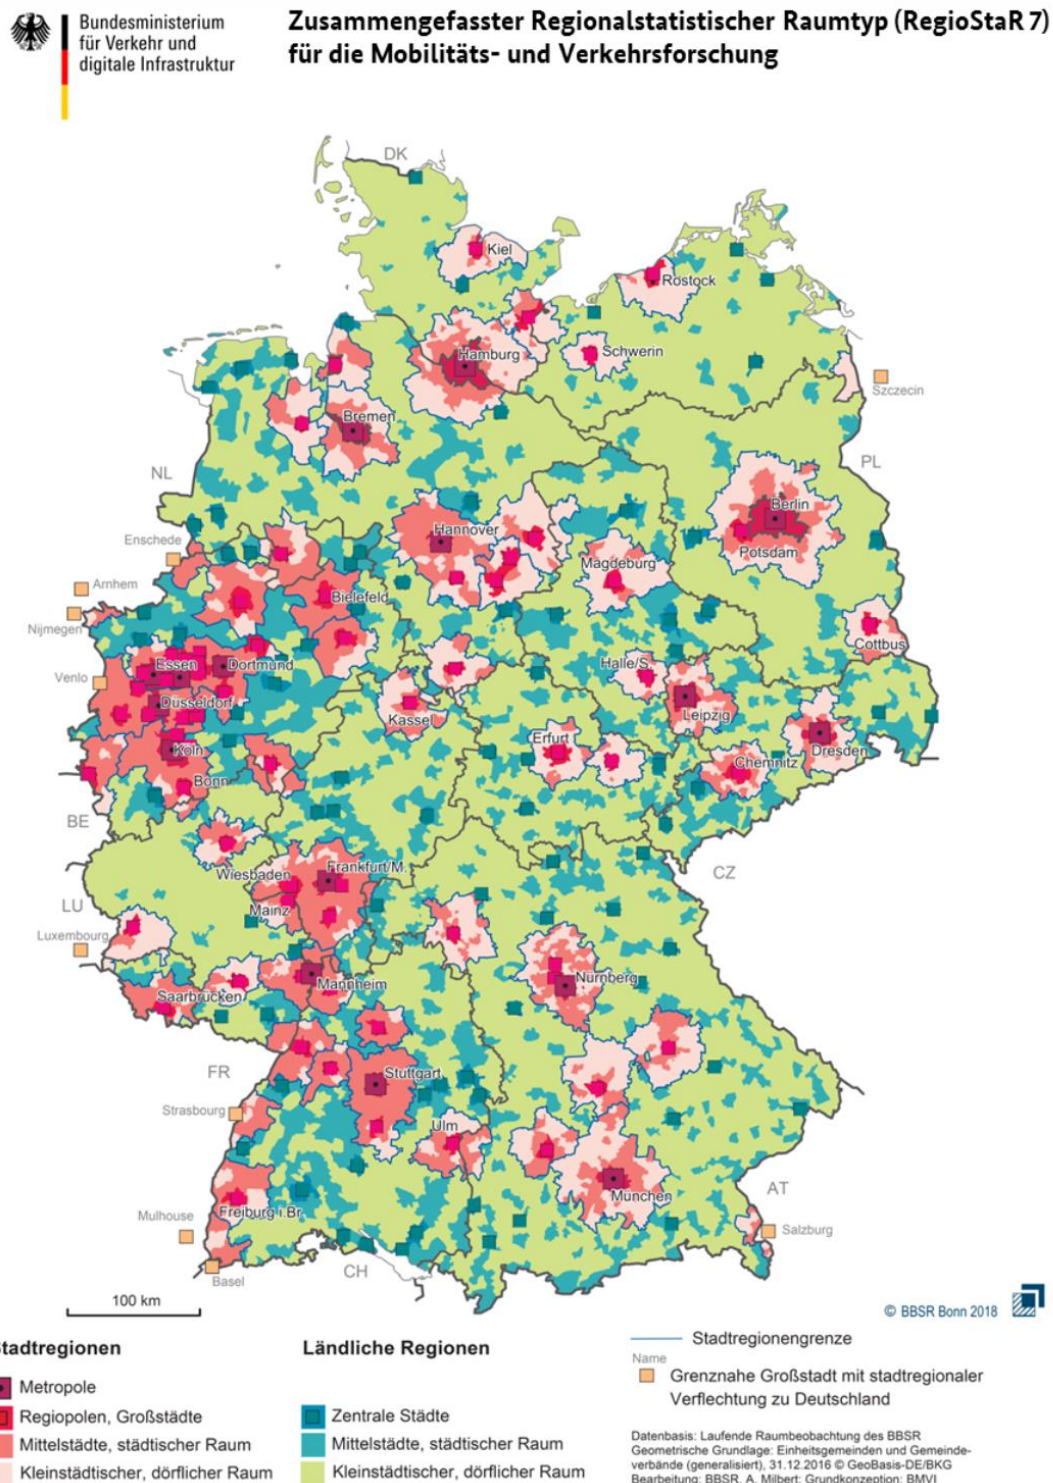 Bundesministerium
für Verkehr und
digitale Infrastruktur
Zusammengefasster Regionalstatistischer Raumtyp (RegioStaR 7)
für die Mobilitäts- und Verkehrsforschung
DK
Kiel
Rostock
Hamburg
Schwerin
Szczecin
Bremen
NL
PL
Berlin
Hannover
Enschede
Potsdam
Magdeburg
Arnhem
Bielefeld
Nijmegen
Cottbus
Essen
Dortmund
Halle/S.
Venlo
Düsseldorf
Leipzig
Kassel
Erfurt
Köln
Dresden
Chemnitz
Bonn
BE
Frankfurt/M.
Wiesbaden
CZ
LU
Mainz
Luxembourg
Nürnberg
Mannheim
Saarbrücken
FR
Stuttgart
Strasbourg
Ulm
AT
München
Mulhouse
Freiburg i.Br.
Salzburg
CH
Basel
100 km
© BBSR Bonn 2018
Stadtregionen
Metropole
Regiopolen, Großstädte
Mittelstädte, städtischer Raum
Kleinstädtischer, dörflicher Raum
Ländliche Regionen
Zentrale Städte
Mittelstädte, städtischer Raum
Kleinstädtischer, dörflicher Raum
Stadtregionengrenze
Name
Grenznahe Großstadt mit stadtregionaler
Verflechtung zu Deutschland
Datenbasis: Laufende Raumbeobachtung des BBSR
Geometrische Grundlage: Einheitsgemeinden und Gemeinde-
verbände (generalisiert), 31.12.2016 © GeoBasis-DE/BKG
Bearbeitung: BBSR, A. Milbert; Grundkonzeption: BMVI